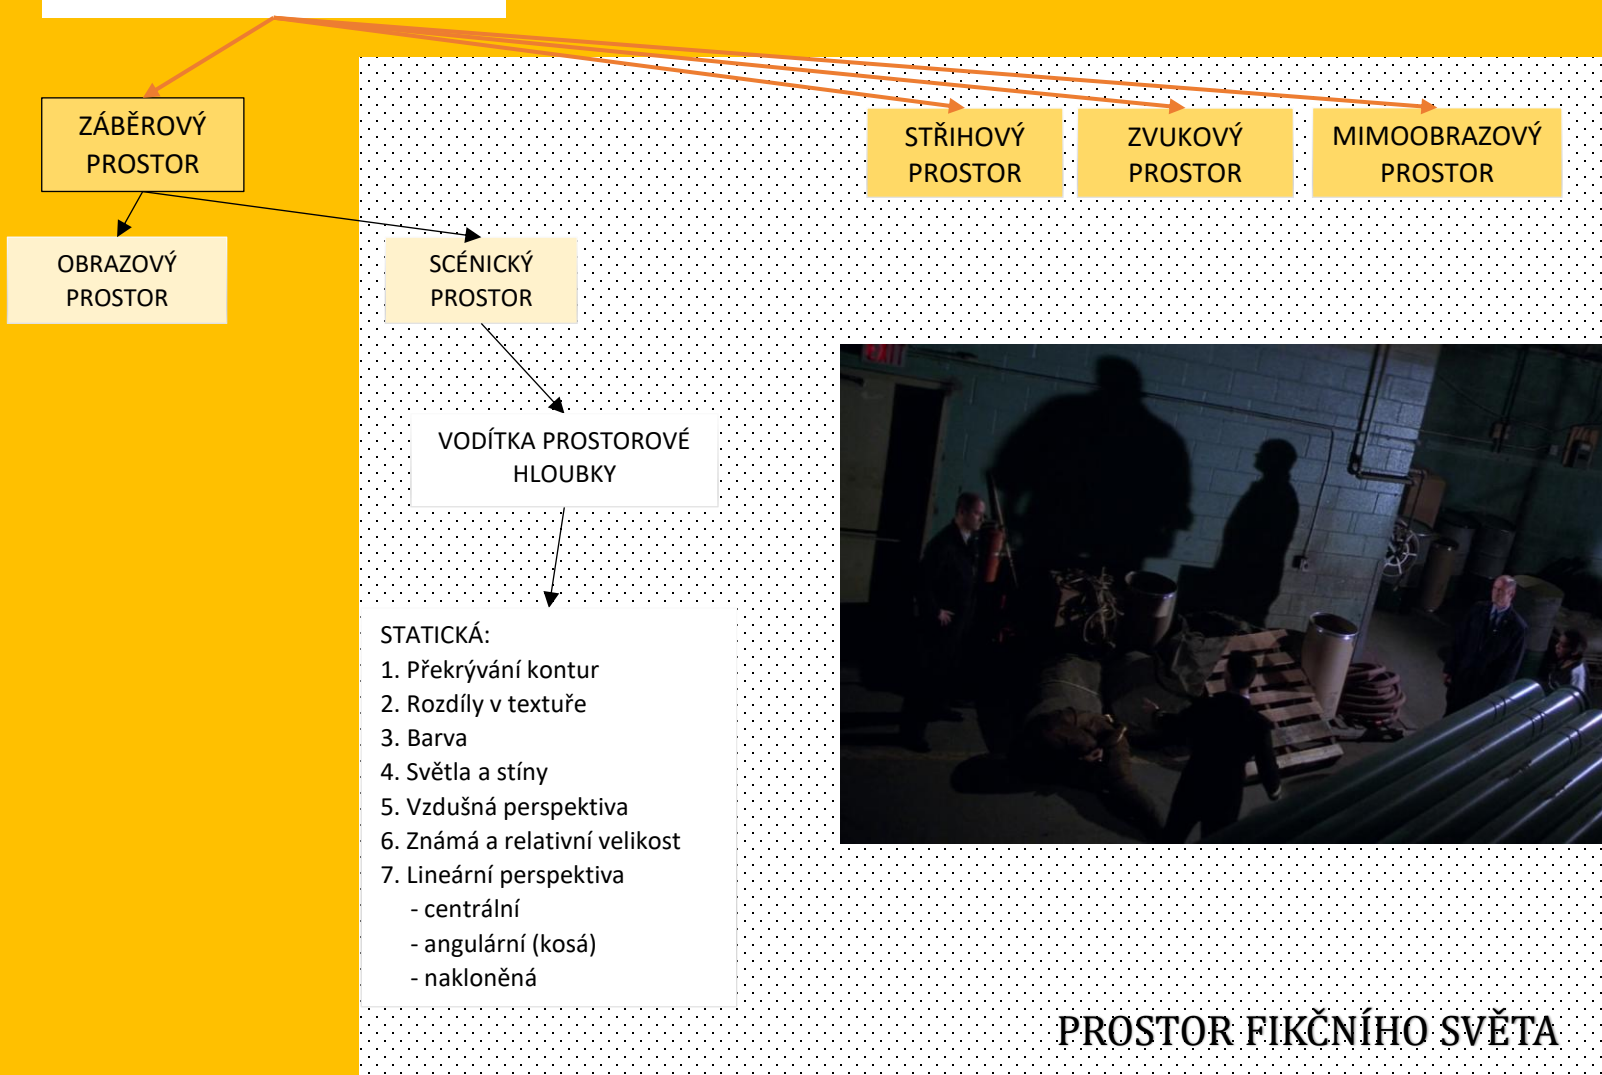 ZÁBĚROVÝ
PROSTOR
STŘIHOVÝ
PROSTOR
ZVUKOVÝ
PROSTOR
MIMOOBRAZOVÝ
PROSTOR
OBRAZOVÝ
PROSTOR
SCÉNICKÝ
PROSTOR
VODÍTKA PROSTOROVÉ
HLOUBKY
EXIT
STATICKÁ:
1. Překrývání kontur
2. Rozdíly v textuře
3. Barva
4. Světla a stíny
5. Vzdušná perspektiva
6. Známá a relativní velikost
7. Lineární perspektiva
- centrální
- angulární (kosá)
- nakloněná
PROSTOR FIKČNÍHO SVĚTA